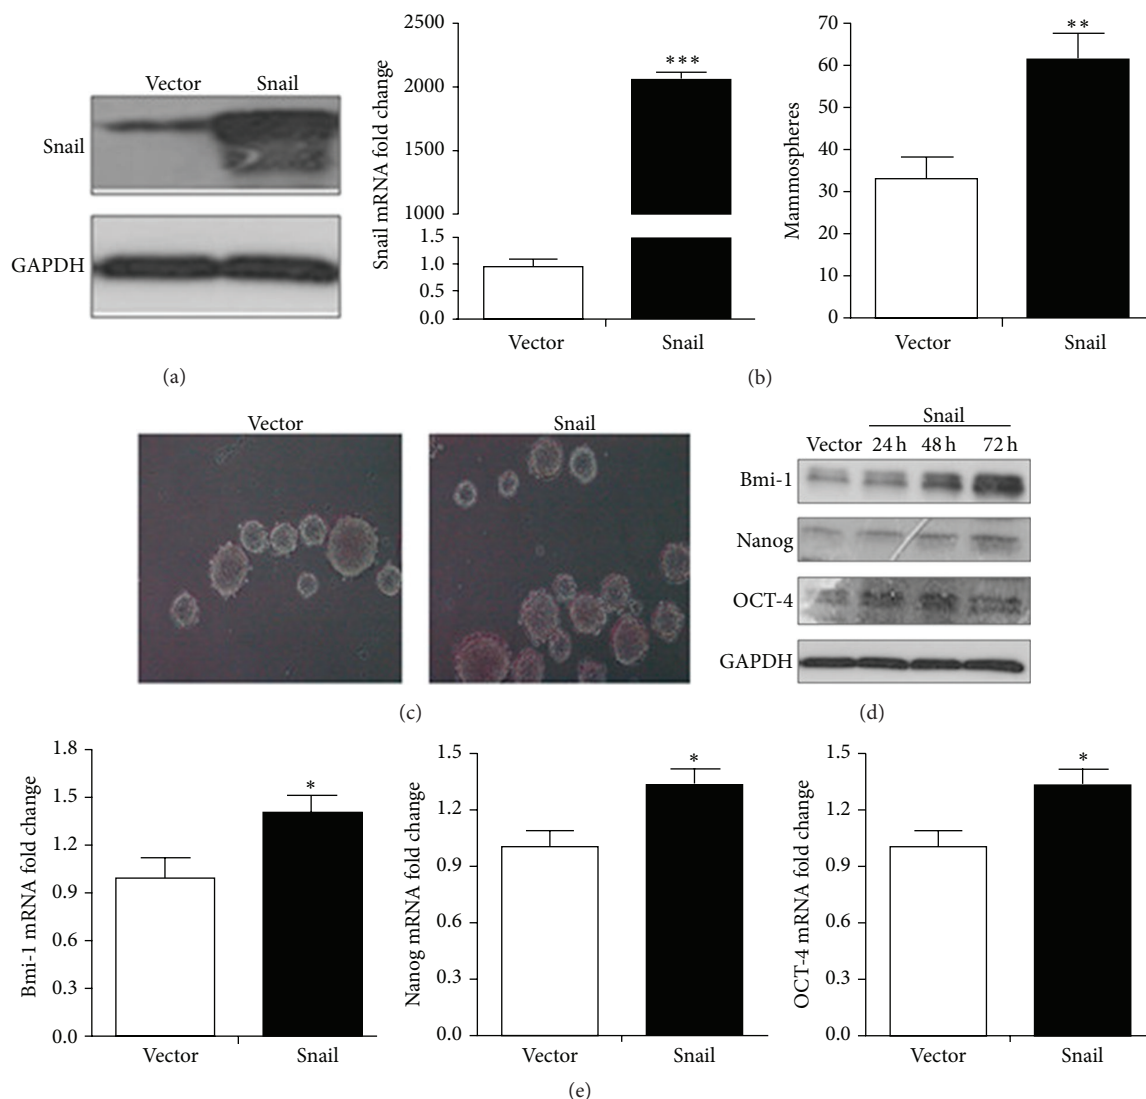 Vector Snail
Snail
GAPDH
(a)
Snail mRNA fold change
2500
2000
1500
1000
1.5
1.0
0.5
0.0
***
Vector Snail
Mammospheres
70
60
50
40
30
30
10
0
**
Vector Snail
(b)
Vector Snail
(c)
Snail
Vector 24 h 48 h 72 h
Bmi-1
Nanog
OCT-4
GAPDH
(d)
Bmi-1 mRNA fold change
1.8
1.5
1.2
0.9
0.6
0.3
0.0
*
Vector Snail
Nanog mRNA fold change
1.5
1.2
0.9
0.6
0.3
0.0
*
Vector Snail
OCT-4 mRNA fold change
1.5
1.2
0.9
0.6
0.3
0.0
*
Vector Snail
(e)